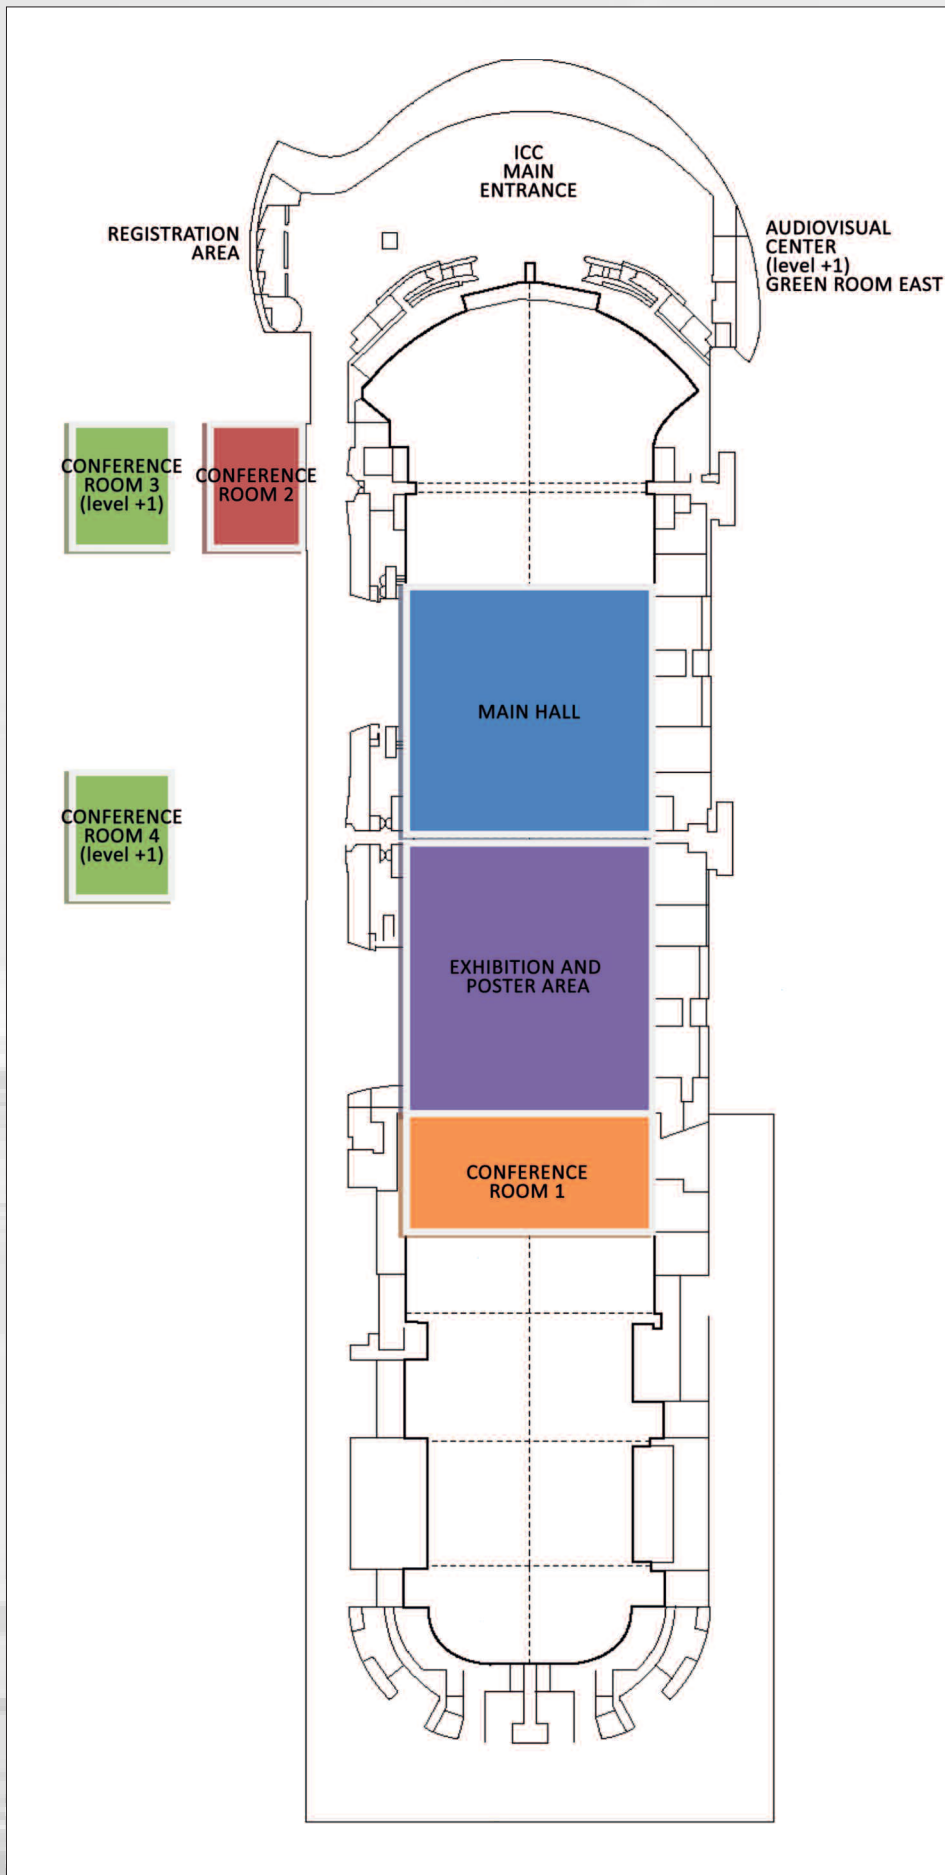 ICC
MAIN
ENTRANCE
REGISTRATION
AREA
AUDIOVISUAL
CENTER
(level +1)
GREEN ROOM EAST
CONFERENCE
ROOM 3
(level +1)
CONFERENCE
ROOM 2
MAIN HALL
CONFERENCE
ROOM 4
(level +1)
EXHIBITION AND
POSTER AREA
CONFERENCE
ROOM 1